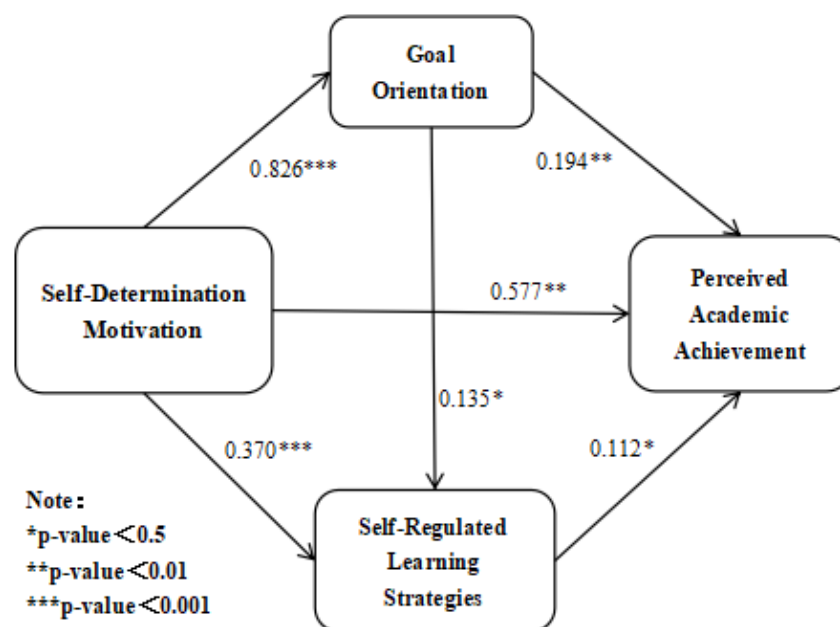 Goal
Orientation
0.826***
0.194**
Self-Determination
Motivation
0.577**
Perceived
Academic
Achievement
0.135*
0.370***
0.112*
Self-Regulated
Learning
Strategies
Note：
*p-value＜0.5
**p-value＜0.01
***p-value＜0.001